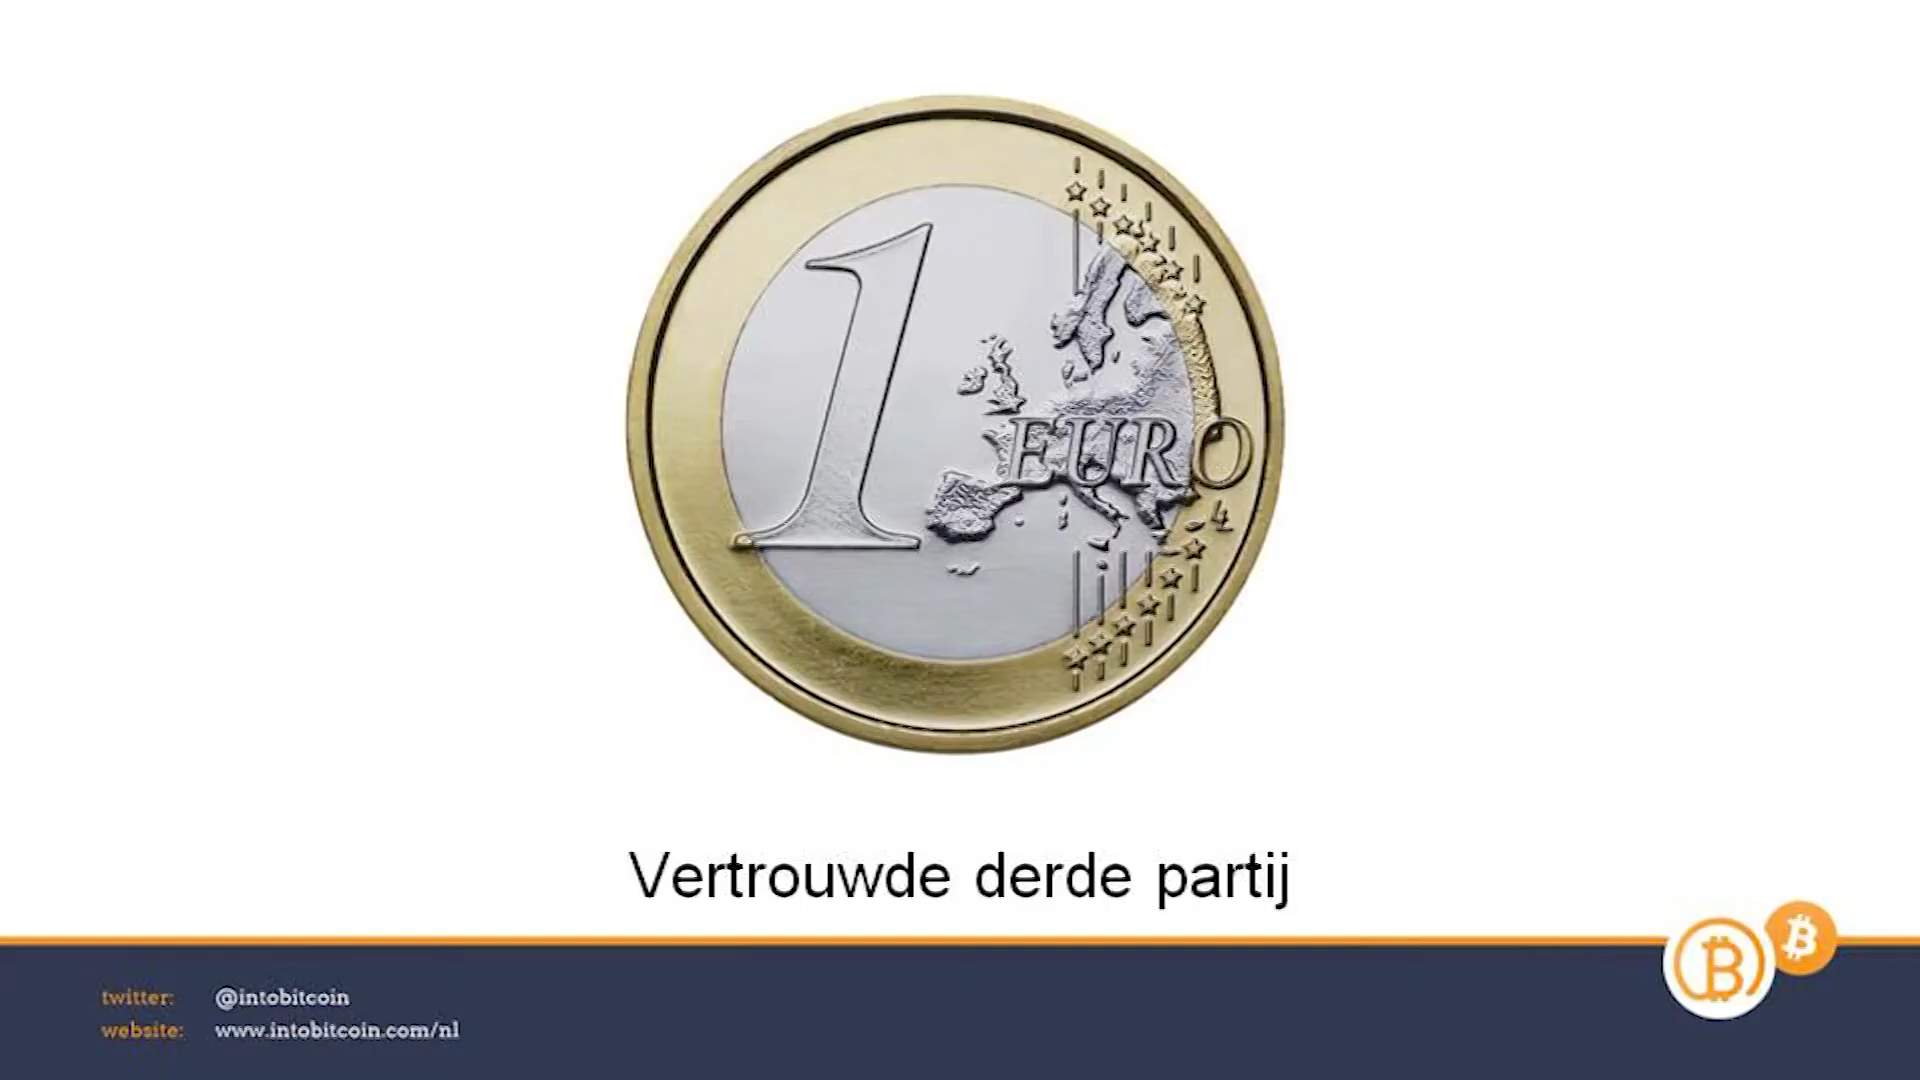 1
EURO
Vertrouwde derde partij
twitter: @intobitcoin
website: www.intobitcoin.com/nl